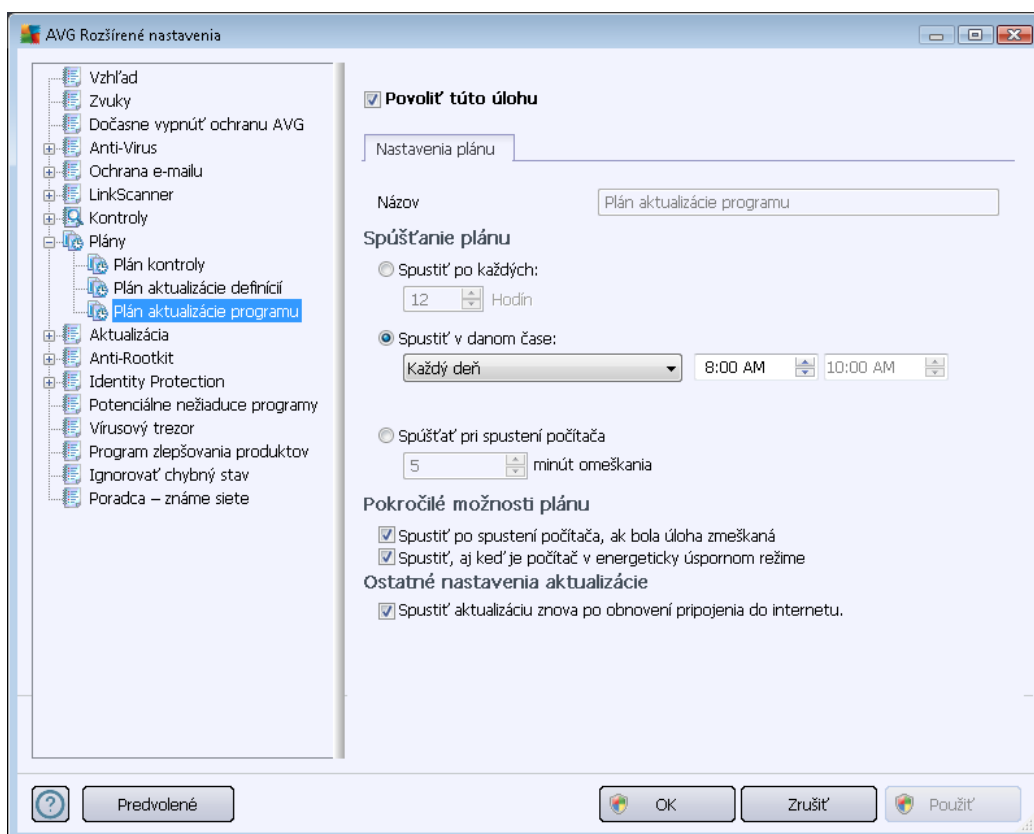 AVG Rozšírené nastavenia
Vzhľad
Zvuky
Dočasne vypnúť ochranu AVG
Anti-Virus
Ochrana e-mailu
LinkScanner
Kontroly
Plány
Plán kontroly
Plán aktualizácie definícií
Plán aktualizácie programu
Aktualizácia
Anti-Rootkit
Identity Protection
Potenciálne nežiaduce programy
Vírusový trezor
Program zlepšovania produktov
Ignorovať chybný stav
Poradca – známe siete
Povoliť túto úlohu
Nastavenia plánu
Názov Plán aktualizácie programu
Spúšťanie plánu
Spustiť po každých:
12 Hodín
Spustiť v danom čase:
Každý deň 8:00 AM 10:00 AM
Spúšťať pri spustení počítača
5 minút omeškania
Pokročilé možnosti plánu
Spustiť po spustení počítača, ak bola úloha zmeškaná
Spustiť, aj keď je počítač v energeticky úspornom režime
Ostatné nastavenia aktualizácie
Spustiť aktualizáciu znova po obnovení pripojenia do internetu.
? Predvolené OK Zrušiť Použiť